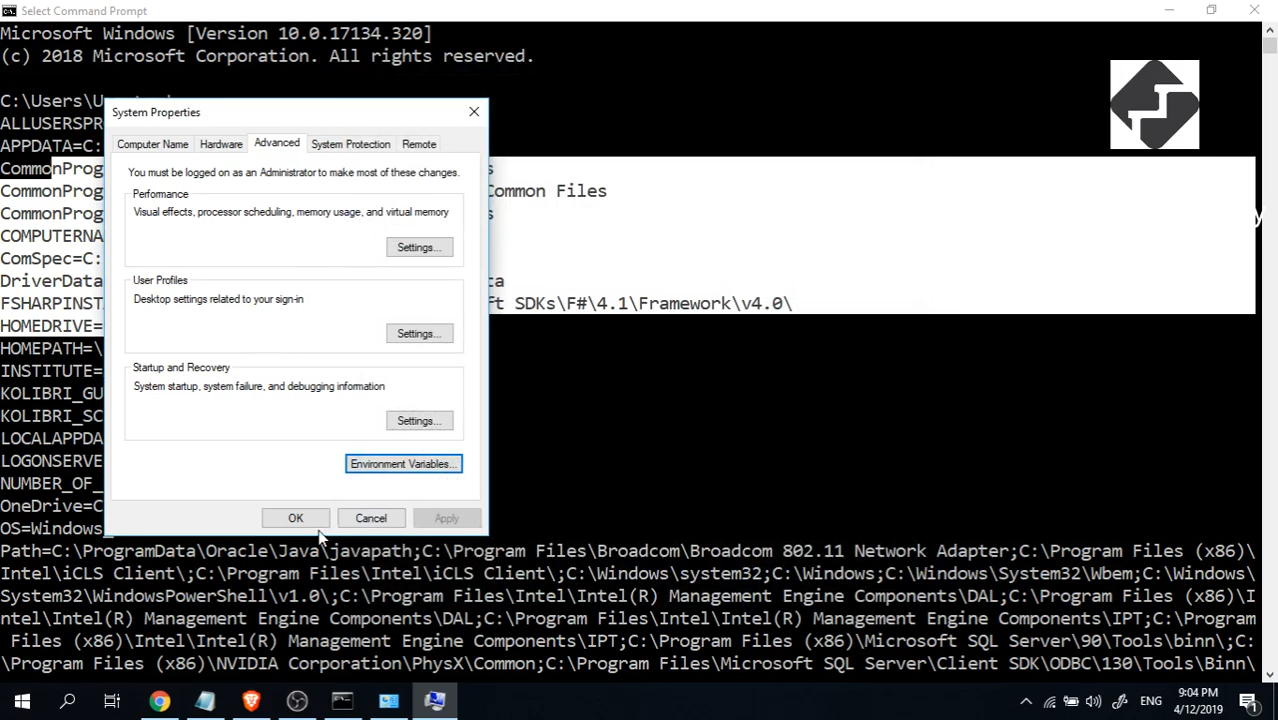 Select Command Prompt
Microsoft Windows [Version 10.0.17134.320]
(c) 2018 Microsoft Corporation. All rights reserved.
C:\Users\U
ALLUSERSPR
APPDATA=C:
CommonProg s
CommonProg Common Files
CommonProg s
COMPUTERNA
ComSpec=C:
DriverData ta
FSHARPINST ft SDKs\F#\4.1\Framework\v4.0\
HOMEDRIVE=
HOMEPATH=\
INSTITUTE=
KOLIBRI_GU
KOLIBRI_SC
LOCALAPPDA
LOGONSERVE
NUMBER_OF_
OneDrive=C
OS=Windows_
Path=C:\ProgramData\Oracle\Java\javapath;C:\Program Files\Broadcom\Broadcom 802.11 Network Adapter;C:\Program Files (x86)\
Intel\iCLS Client\;C:\Program Files\Intel\iCLS Client\;C:\Windows\system32;C:\Windows;C:\Windows\System32\Wbem;C:\Windows\
System32\WindowsPowerShell\v1.0\;C:\Program Files\Intel\Intel(R) Management Engine Components\DAL;C:\Program Files (x86)\I
ntel\Intel(R) Management Engine Components\DAL;C:\Program Files\Intel\Intel(R) Management Engine Components\IPT;C:\Program
Files (x86)\Intel\Intel(R) Management Engine Components\IPT;C:\Program Files (x86)\Microsoft SQL Server\90\Tools\binn\;C:
\Program Files (x86)\NVIDIA Corporation\PhysX\Common;C:\Program Files\Microsoft SQL Server\Client SDK\ODBC\130\Tools\Binn\
System Properties
Computer Name Hardware Advanced System Protection Remote
You must be logged on as an Administrator to make most of these changes.
Performance
Visual effects, processor scheduling, memory usage, and virtual memory
Settings...
User Profiles
Desktop settings related to your sign-in
Settings...
Startup and Recovery
System startup, system failure, and debugging information
Settings...
Environment Variables...
OK Cancel Apply
y
ENG
9:04 PM
4/12/2019
1